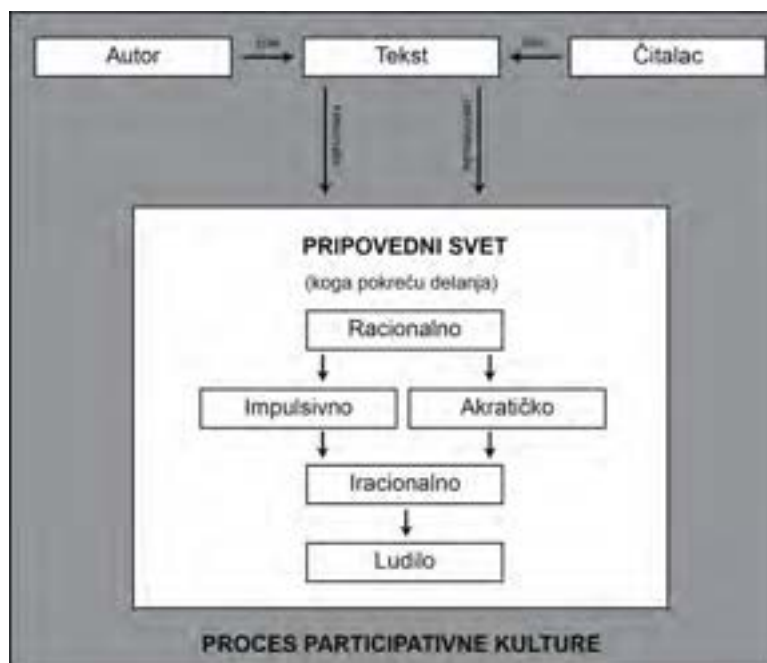 Autor
Tekst
Čitalac
PRIPOVEDNI SVET
(koga pokreću delanja)
Racionalno
Impulsivno
Akratičko
Iracionalno
Ludilo
PROCES PARTICIPATIVNE KULTURE